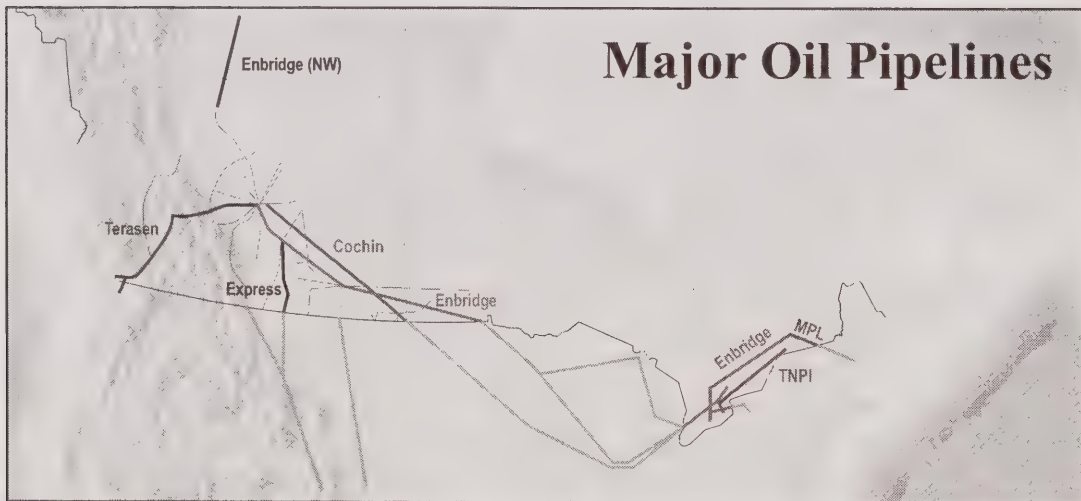 Major Oil Pipelines
Enbridge (NW)
Terasen
Cochin
Express
Enbridge
Enbridge
MPL
TNPI